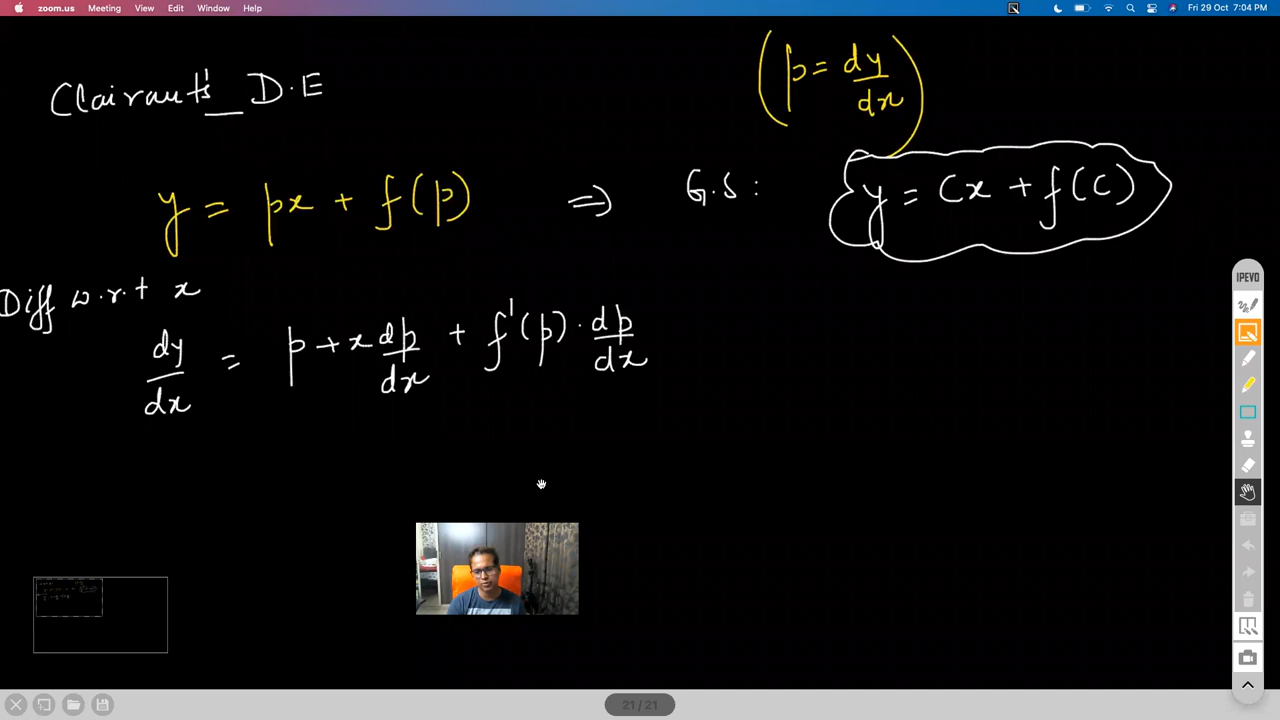 zoom.us Meeting View Edit Window Help Fri 29 Oct 7:04 PM
Clairaut's D.E
(p = dy/dx)
y = px + f(p) ⇒ G.S : y = Cx + f(C)
Diff w.r.t x
dy/dx = p + x dp/dx + f'(p) · dp/dx
IPEVO
21 / 21